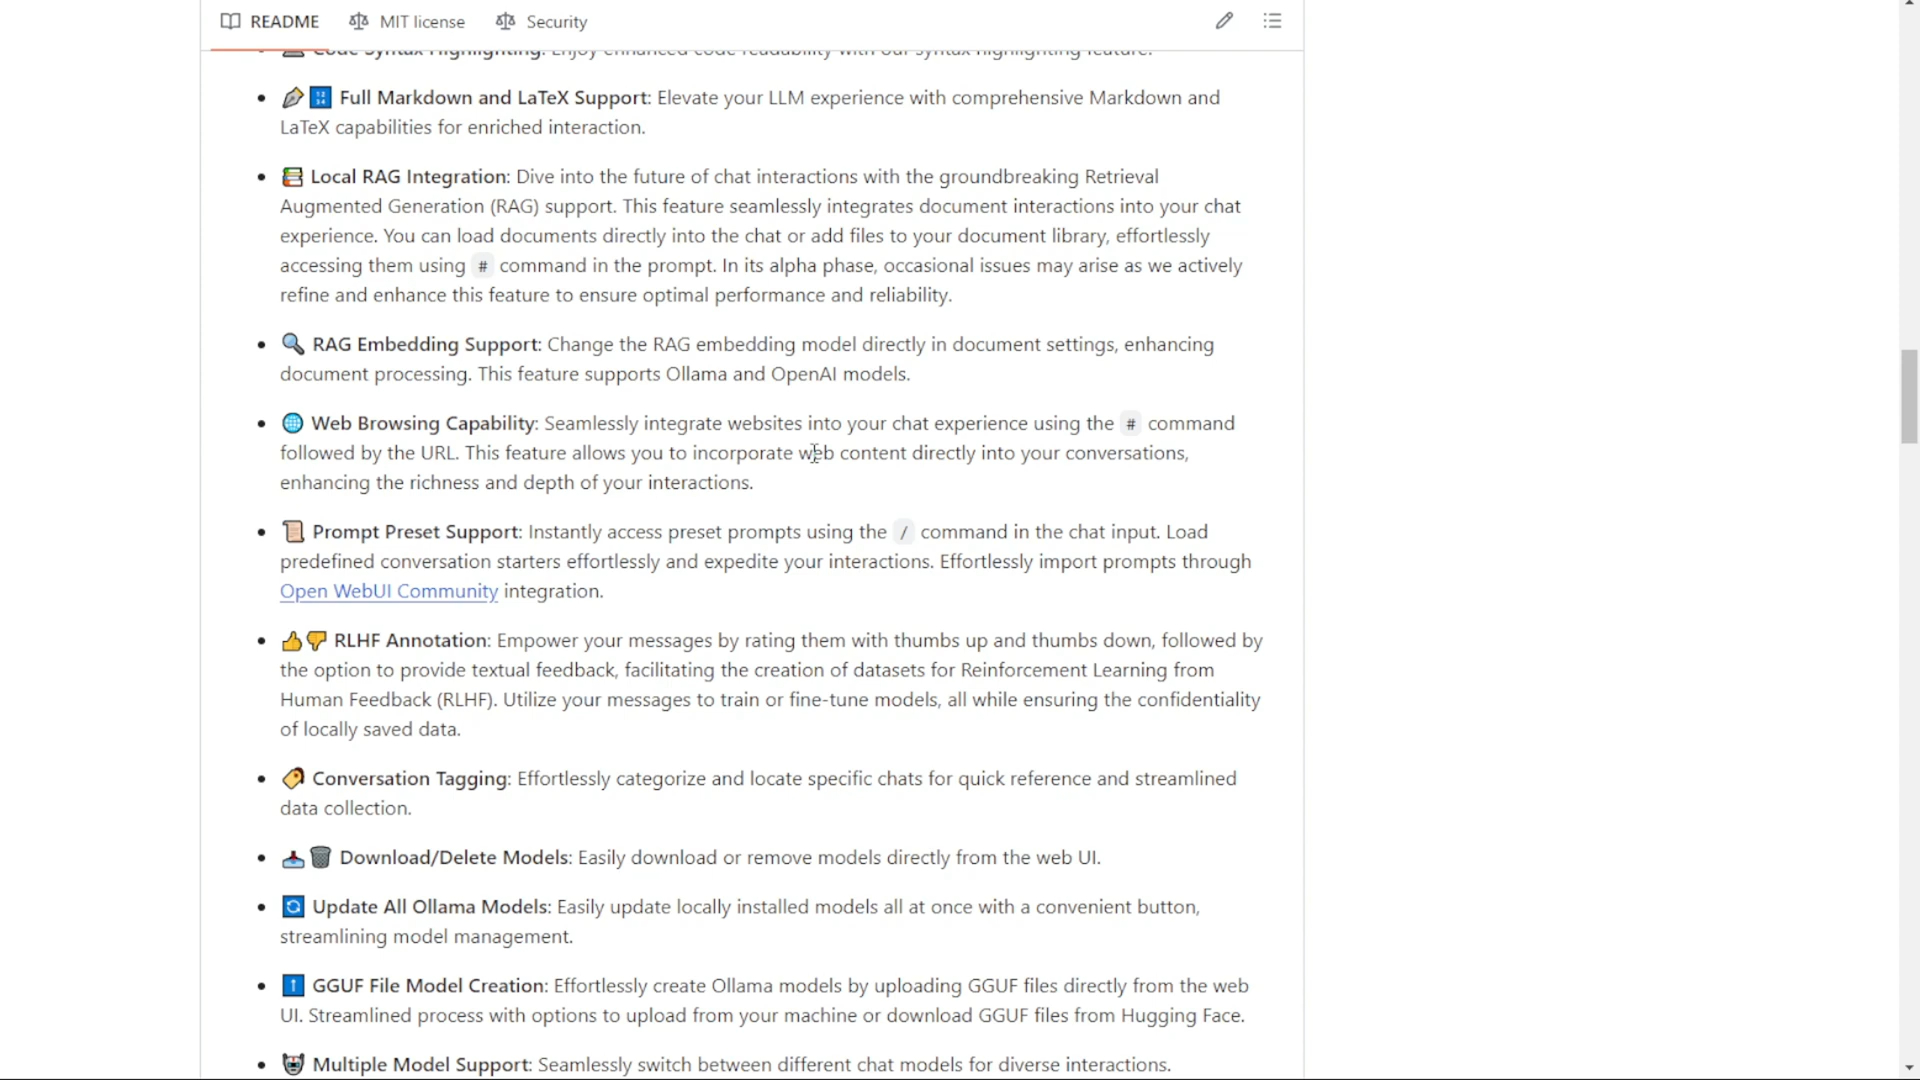 README MIT license Security
Code Syntax Highlighting: Enjoy enhanced code readability with our syntax highlighting feature.
Full Markdown and LaTeX Support: Elevate your LLM experience with comprehensive Markdown and
LaTeX capabilities for enriched interaction.
Local RAG Integration: Dive into the future of chat interactions with the groundbreaking Retrieval
Augmented Generation (RAG) support. This feature seamlessly integrates document interactions into your chat
experience. You can load documents directly into the chat or add files to your document library, effortlessly
accessing them using # command in the prompt. In its alpha phase, occasional issues may arise as we actively
refine and enhance this feature to ensure optimal performance and reliability.
RAG Embedding Support: Change the RAG embedding model directly in document settings, enhancing
document processing. This feature supports Ollama and OpenAI models.
Web Browsing Capability: Seamlessly integrate websites into your chat experience using the # command
followed by the URL. This feature allows you to incorporate web content directly into your conversations,
enhancing the richness and depth of your interactions.
Prompt Preset Support: Instantly access preset prompts using the / command in the chat input. Load
predefined conversation starters effortlessly and expedite your interactions. Effortlessly import prompts through
Open WebUI Community integration.
RLHF Annotation: Empower your messages by rating them with thumbs up and thumbs down, followed by
the option to provide textual feedback, facilitating the creation of datasets for Reinforcement Learning from
Human Feedback (RLHF). Utilize your messages to train or fine-tune models, all while ensuring the confidentiality
of locally saved data.
Conversation Tagging: Effortlessly categorize and locate specific chats for quick reference and streamlined
data collection.
Download/Delete Models: Easily download or remove models directly from the web UI.
Update All Ollama Models: Easily update locally installed models all at once with a convenient button,
streamlining model management.
GGUF File Model Creation: Effortlessly create Ollama models by uploading GGUF files directly from the web
UI. Streamlined process with options to upload from your machine or download GGUF files from Hugging Face.
Multiple Model Support: Seamlessly switch between different chat models for diverse interactions.